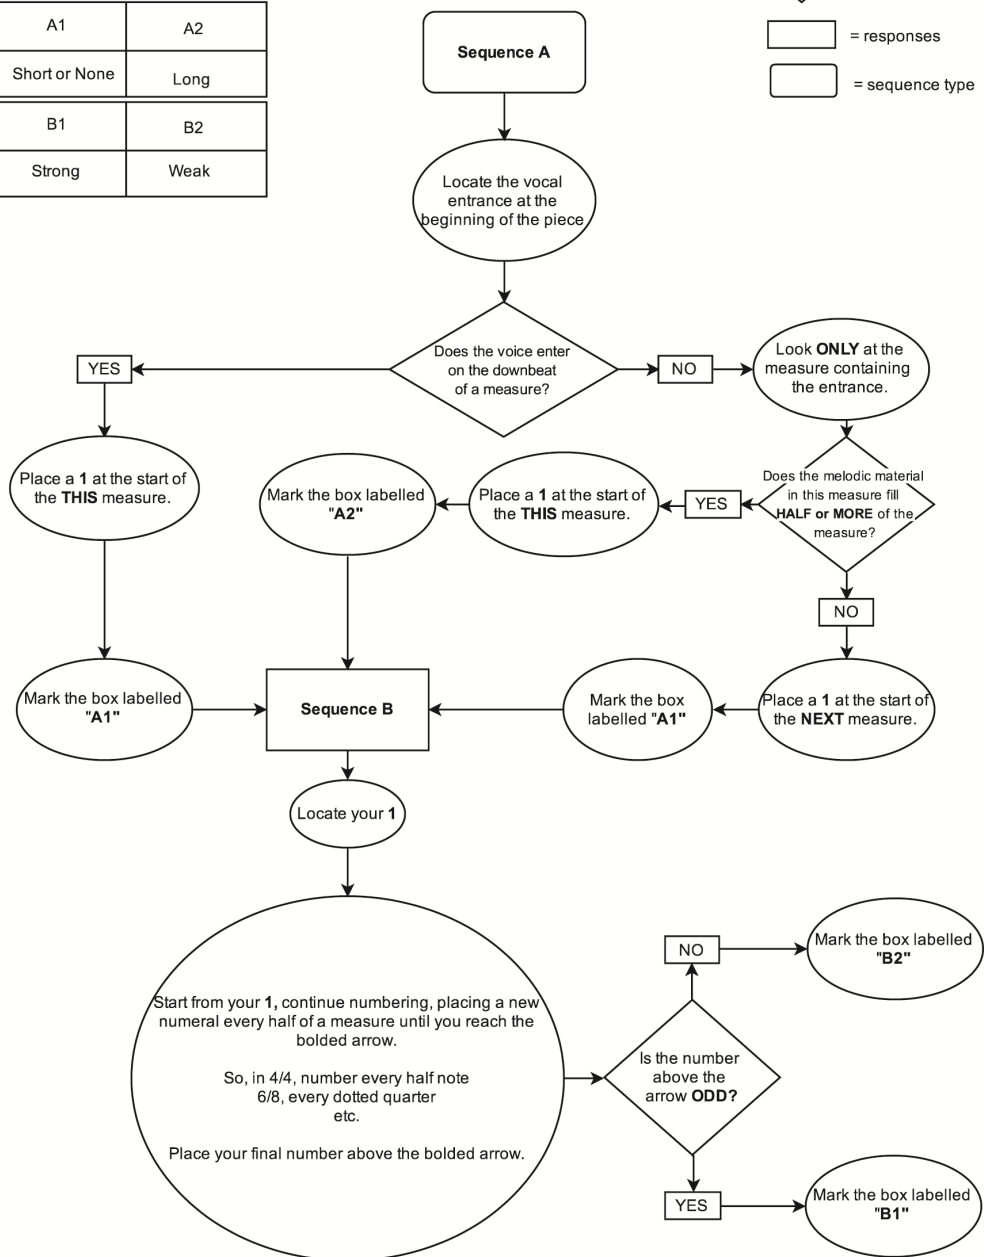 A1
A2
Short or None
Long
B1
B2
Strong
Weak
= responses
= sequence type
Sequence A
Locate the vocal
entrance at the
beginning of the piece
Does the voice enter
on the downbeat
of a measure?
YES
NO
Look ONLY at the
measure containing
the entrance.
Place a 1 at the start of
the THIS measure.
Mark the box labelled
"A2"
Place a 1 at the start of
the THIS measure.
YES
Does the melodic material
in this measure fill
HALF or MORE of the
measure?
NO
Mark the box labelled
"A1"
Sequence B
Mark the box
labelled "A1"
Place a 1 at the start of
the NEXT measure.
Locate your 1
Start from your 1, continue numbering, placing a new
numeral every half of a measure until you reach the
bolded arrow.
So, in 4/4, number every half note
6/8, every dotted quarter
etc.
Place your final number above the bolded arrow.
NO
Mark the box labelled
"B2"
Is the number
above the
arrow ODD?
YES
Mark the box labelled
"B1"